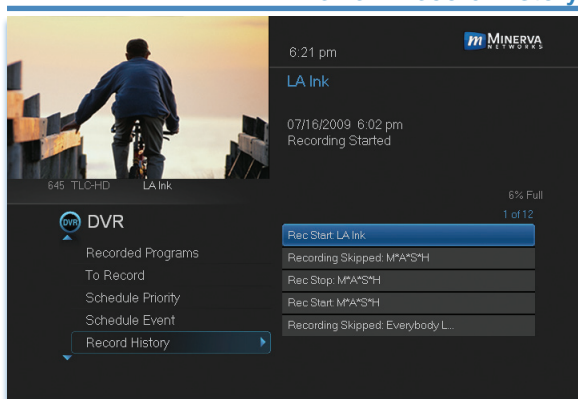 6:21 pm
m MINERVA
NETWORKS
LA Ink
07/16/2009 6:02 pm
Recording Started
645 TLC-HD LA Ink
6% Full
1 of 12
DVR DVR
Recorded Programs
To Record
Schedule Priority
Schedule Event
Record History
Rec Start: LA Ink
Recording Skipped: M*A*S*H
Rec Stop: M*A*S*H
Rec Start: M*A*S*H
Recording Skipped: Everybody L...